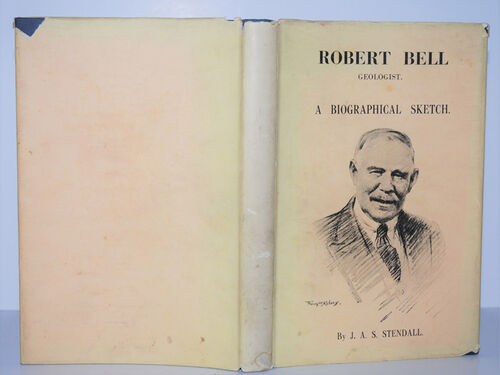 ROBERT BELL
GEOLOGIST.
A BIOGRAPHICAL SKETCH.
By J. A. S. STENDALL.